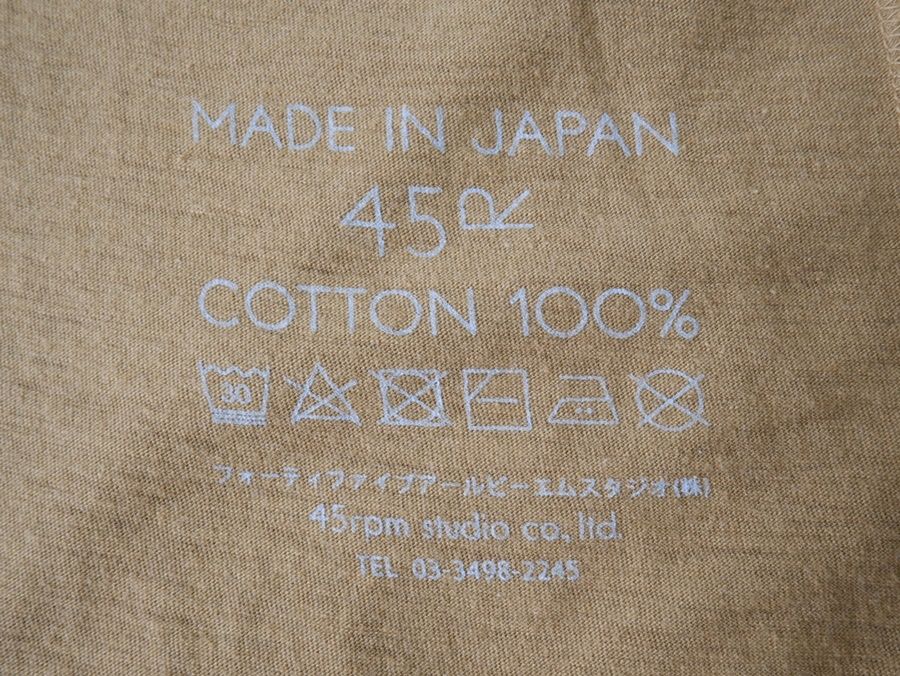 MADE IN JAPAN
45R
COTTON 100%
30
フォーティファイブアールピーエムスタジオ(株)
45rpm studio co., ltd.
TEL 03-3498-2245